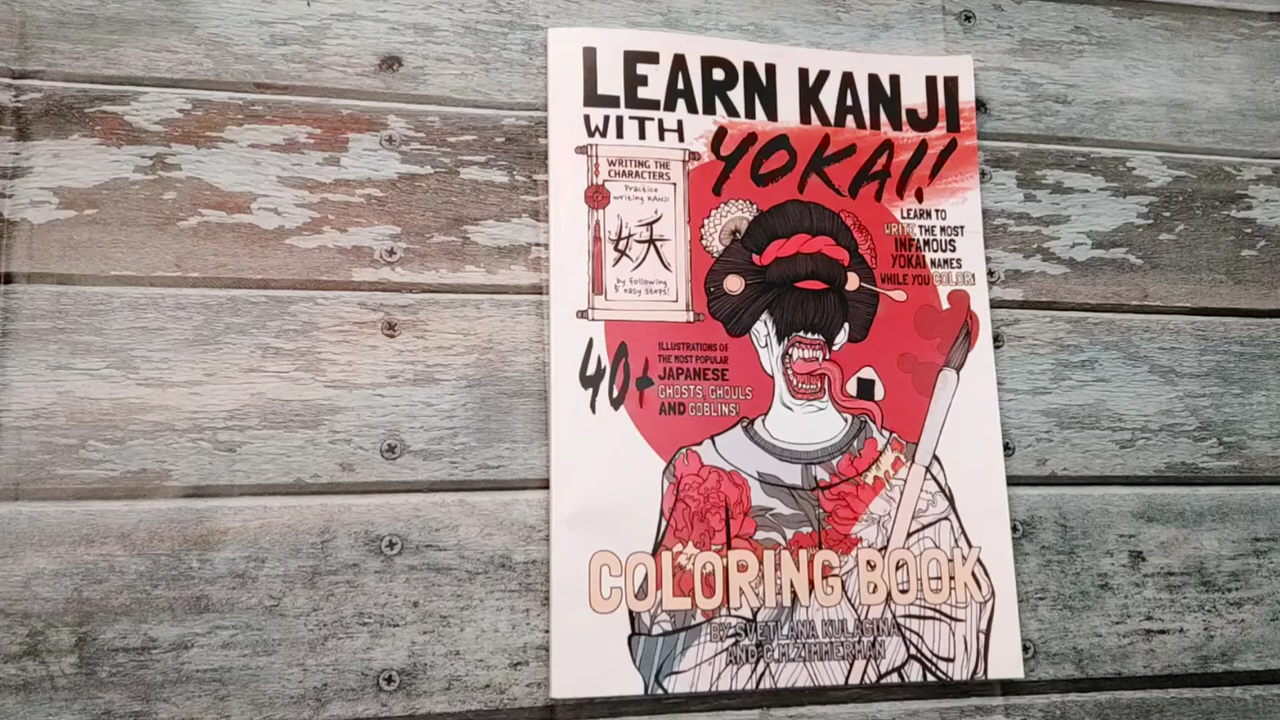 LEARN KANJI
WITH YOKAI!
WRITING THE
CHARACTERS
Practice
writing KANJI
妖
by following
5 easy steps!
LEARN TO
WRITE THE MOST
INFAMOUS
YOKAI NAMES
WHILE YOU COLOR!
40+
ILLUSTRATIONS OF
THE MOST POPULAR
JAPANESE
GHOSTS, GHOULS
AND GOBLINS!
COLORING BOOK
BY SVETLANA KULAGINA
AND C.M.ZIMMERMAN